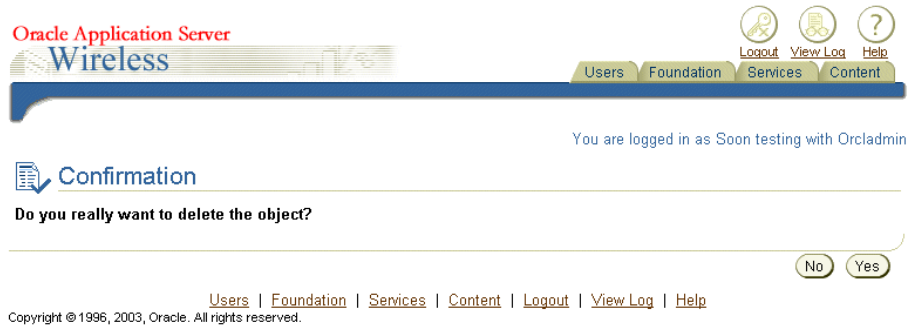 Oracle Application Server
Wireless
Logout View Log Help
Users Foundation Services Content
You are logged in as Soon testing with Orcladmin
Confirmation
Do you really want to delete the object?
No Yes
Users | Foundation | Services | Content | Logout | View Log | Help
Copyright © 1996, 2003, Oracle. All rights reserved.